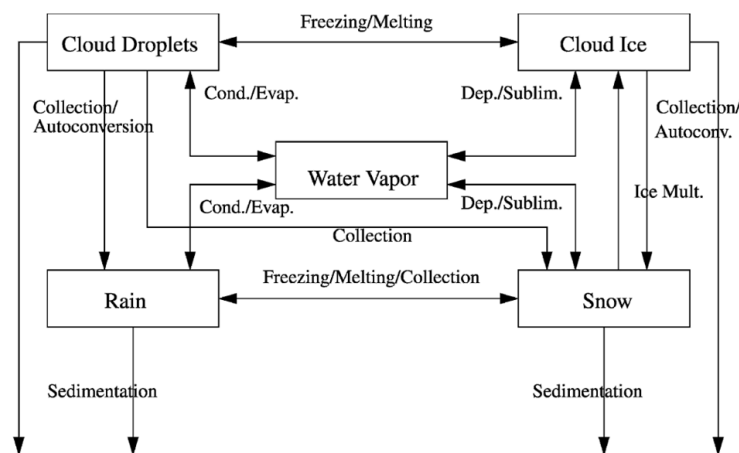 Freezing/Melting
Cloud Droplets
Cloud Ice
Cond./Evap.
Dep./Sublim.
Collection/
Autoconversion
Collection/
Autoconv.
Water Vapor
Ice Mult.
Cond./Evap.
Dep./Sublim.
Collection
Freezing/Melting/Collection
Rain
Snow
Sedimentation
Sedimentation